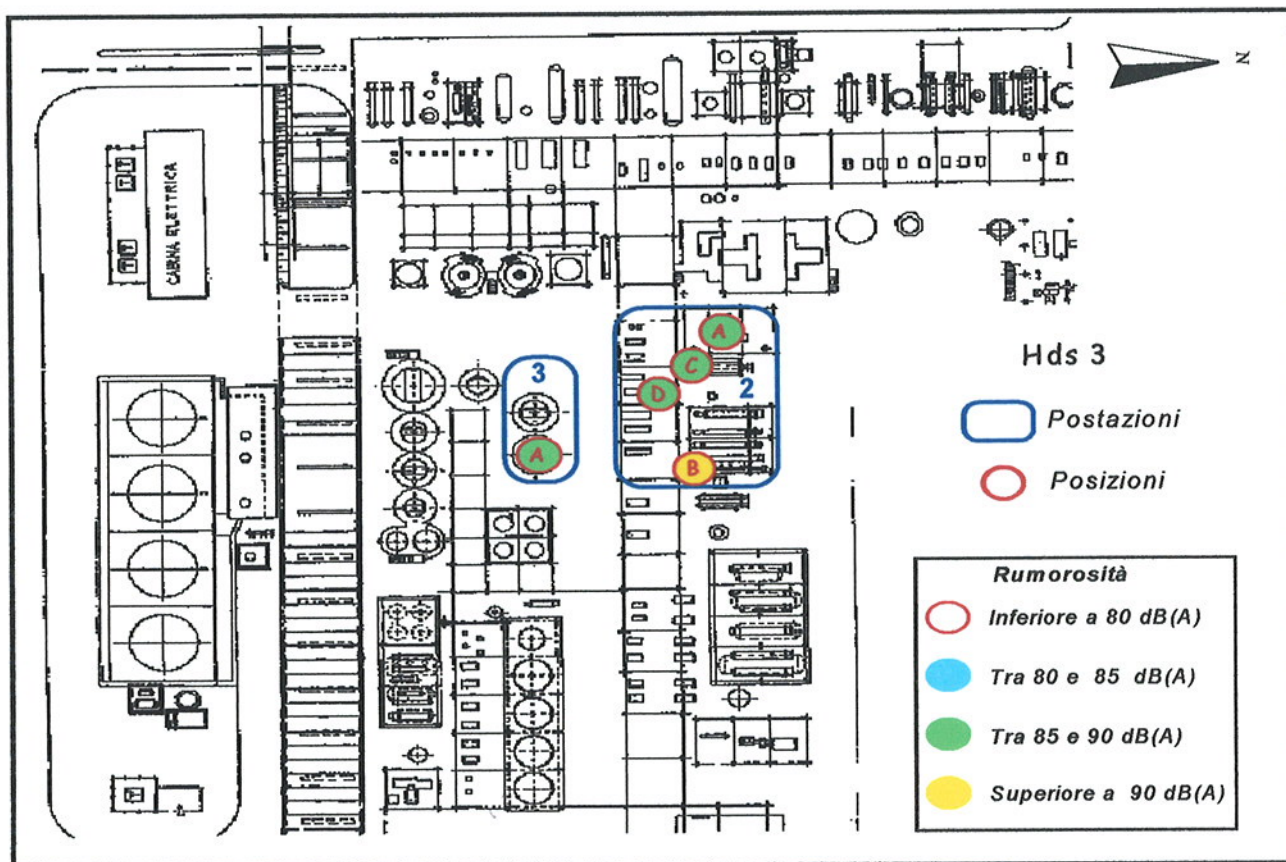 N
CABINA ELETTRICA
T T
T T
3
A
A
C
D
2
B
Hds 3
Postazioni
Posizioni
Rumorosità
Inferiore a 80 dB(A)
Tra 80 e 85 dB(A)
Tra 85 e 90 dB(A)
Superiore a 90 dB(A)
T